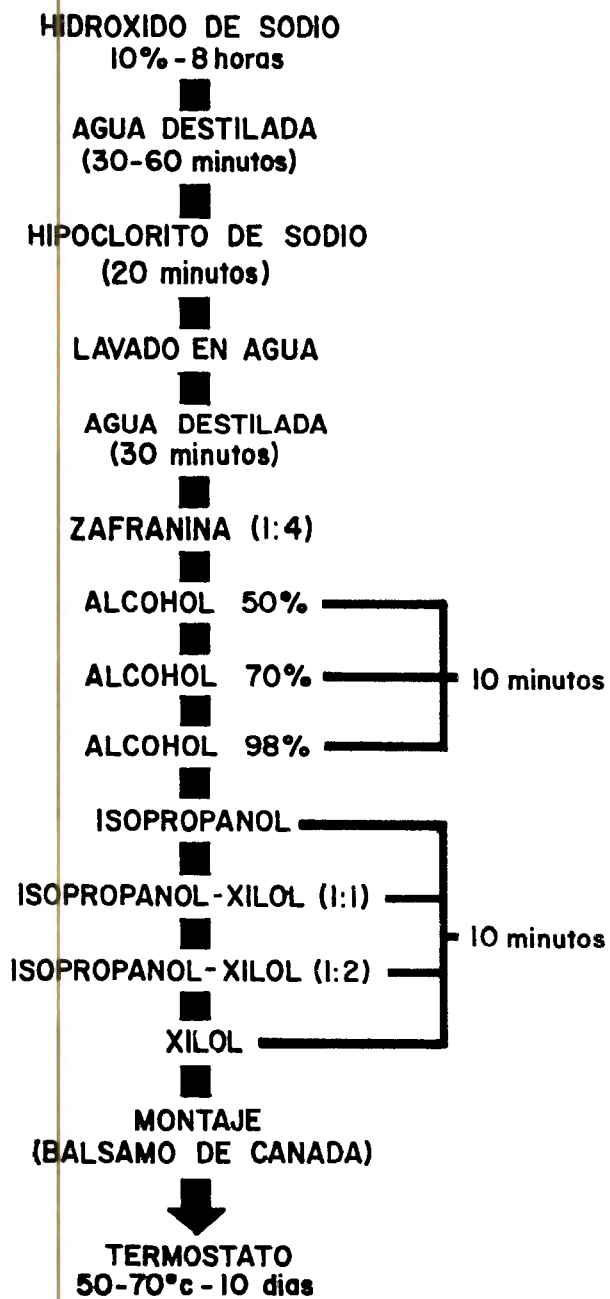 HIDROXIDO DE SODIO
10% - 8 horas
AGUA DESTILADA
(30-60 minutos)
HIPOCLORITO DE SODIO
(20 minutos)
LAVADO EN AGUA
AGUA DESTILADA
(30 minutos)
ZAFRANINA (1:4)
ALCOHOL 50%
ALCOHOL 70%
10 minutos
ALCOHOL 98%
ISOPROPANOL
ISOPROPANOL-XILOL (1:1)
10 minutos
ISOPROPANOL-XILOL (1:2)
XILOL
MONTAJE
(BALSAMO DE CANADA)
TERMOSTATO
50-70°c - 10 dias